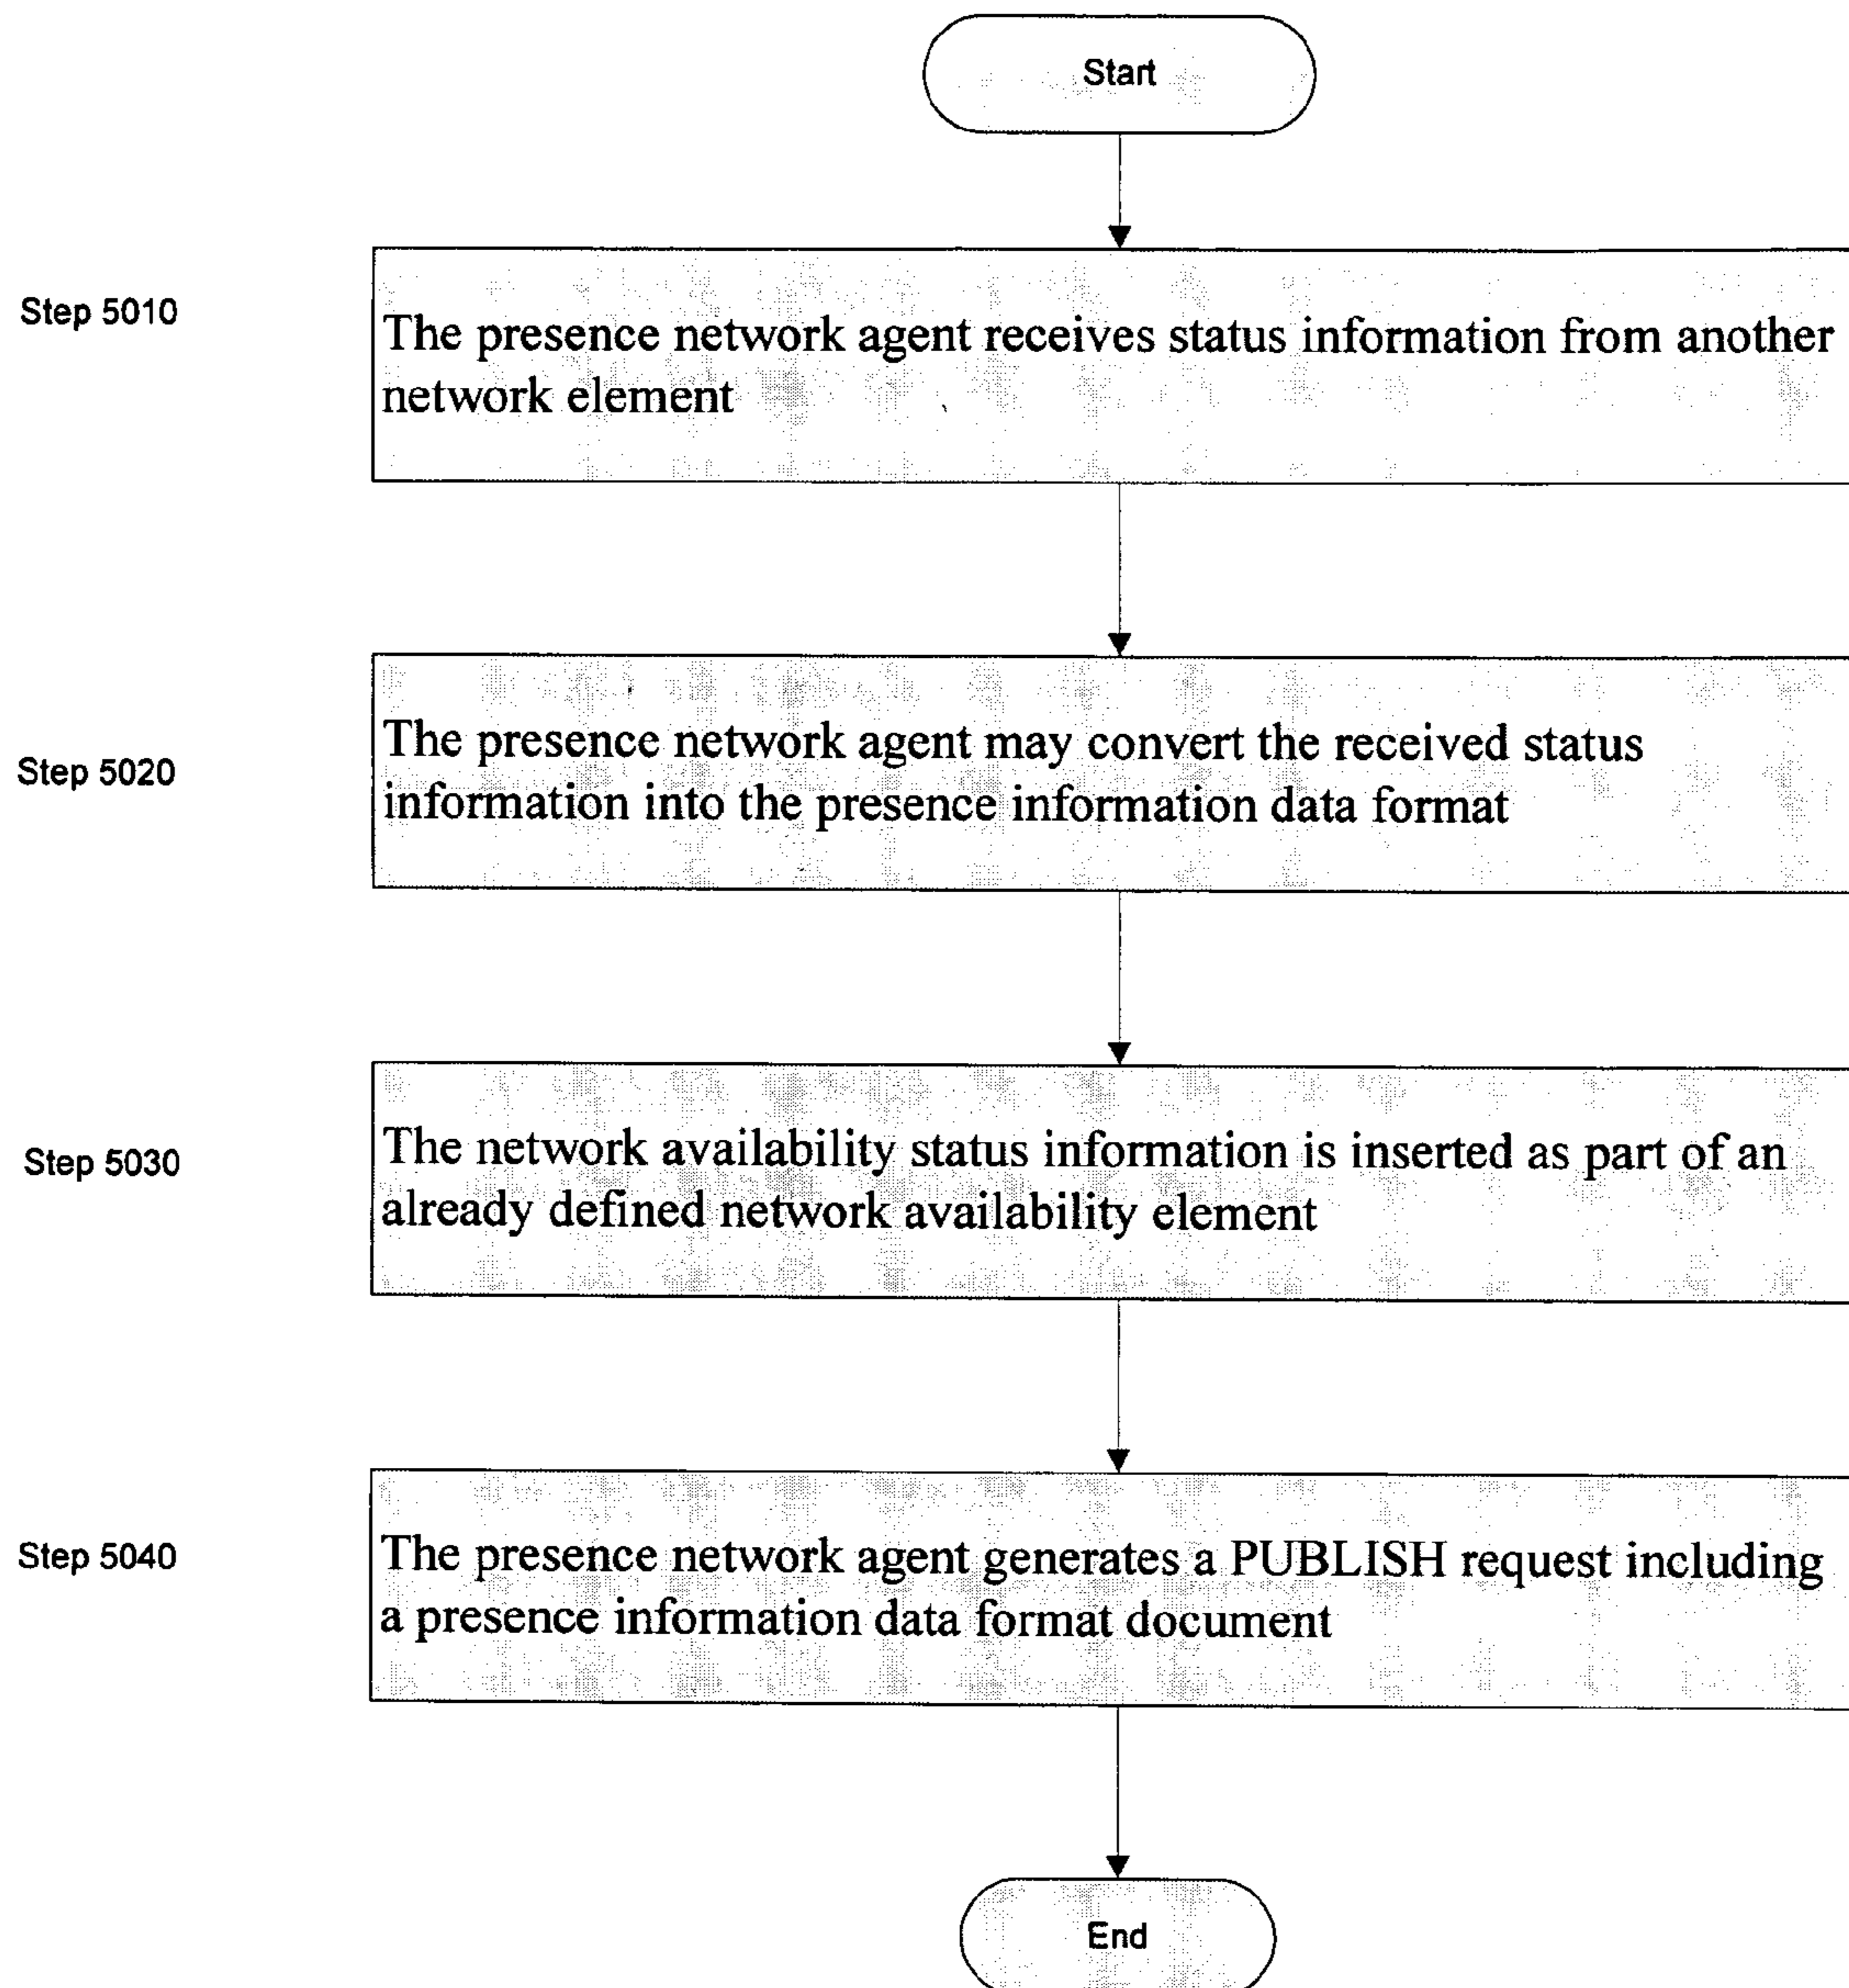 Start
Step 5010
The presence network agent receives status information from another
network element
Step 5020
The presence network agent may convert the received status
information into the presence information data format
Step 5030
The network availability status information is inserted as part of an
already defined network availability element
Step 5040
The presence network agent generates a PUBLISH request including
a presence information data format document
End